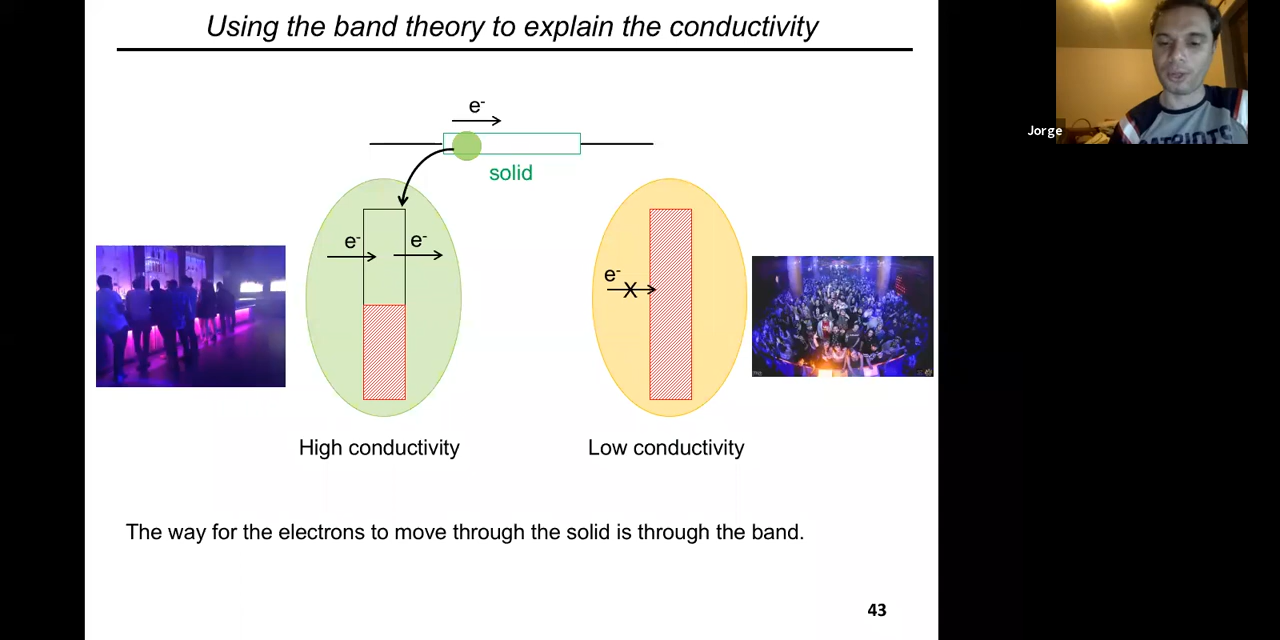 Using the band theory to explain the conductivity
e-
solid
e-
e-
e-
X
High conductivity
Low conductivity
The way for the electrons to move through the solid is through the band.
43
Jorge
PATRIOTS